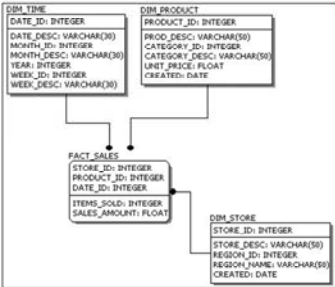 DIM_TIME
DATE_ID: INTEGER
DATE_DESC: VARCHAR(30)
MONTH_ID: INTEGER
MONTH_DESC: VARCHAR(30)
YEAR: INTEGER
WEEK_ID: INTEGER
WEEK_DESC: VARCHAR(30)
DIM_PRODUCT
PRODUCT_ID: INTEGER
PROD_DESC: VARCHAR(50)
CATEGORY_ID: INTEGER
CATEGORY_DESC: VARCHAR(50)
UNIT_PRICE: FLOAT
CREATED: DATE
FACT_SALES
STORE_ID: INTEGER
PRODUCT_ID: INTEGER
DATE_ID: INTEGER
ITEMS_SOLD: INTEGER
SALES_AMOUNT: FLOAT
DIM_STORE
STORE_ID: INTEGER
STORE_DESC: VARCHAR(50)
REGION_ID: INTEGER
REGION_NAME: VARCHAR(50)
CREATED: DATE